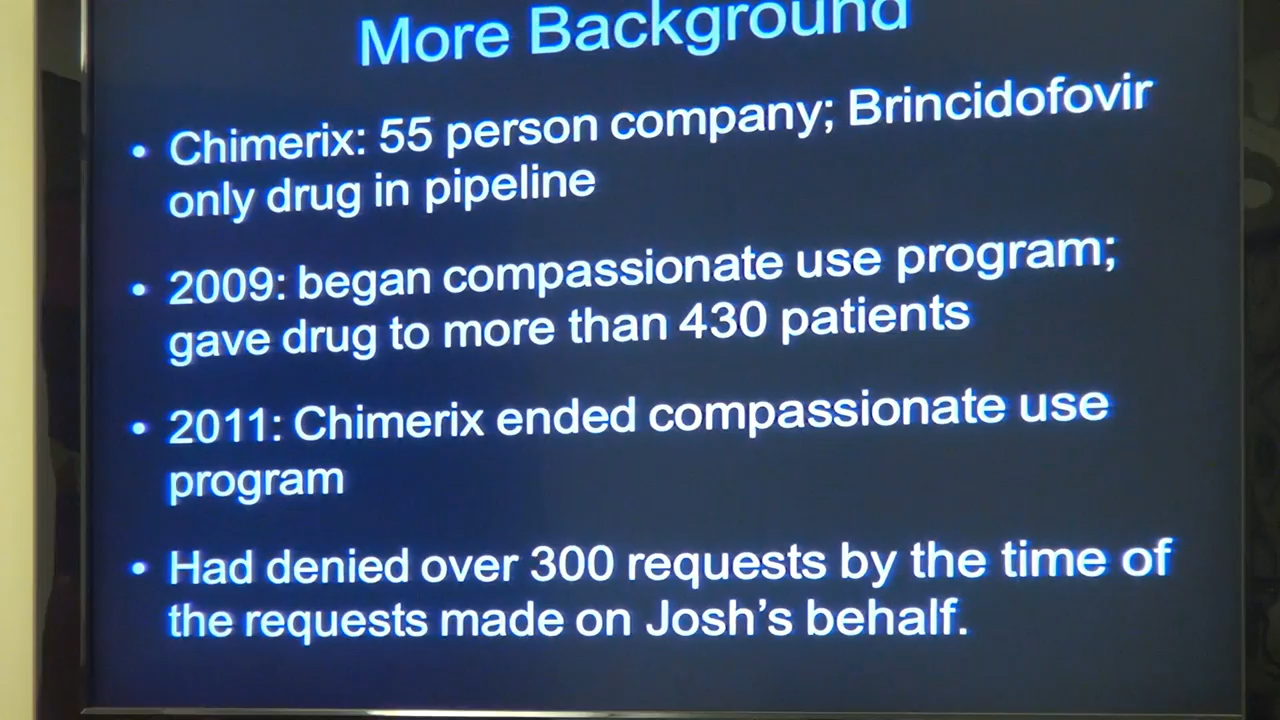 More Background
• Chimerix: 55 person company; Brincidofovir
only drug in pipeline
• 2009: began compassionate use program;
gave drug to more than 430 patients
• 2011: Chimerix ended compassionate use
program
• Had denied over 300 requests by the time of
the requests made on Josh’s behalf.